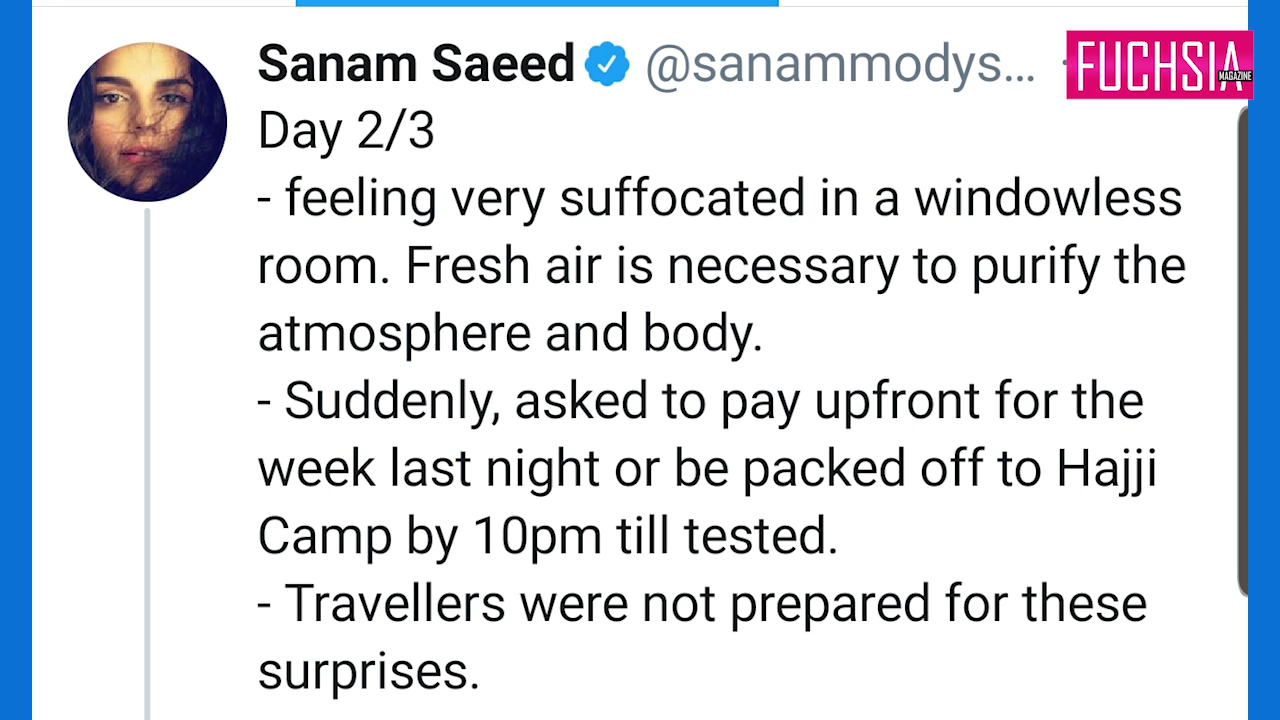 Sanam Saeed @sanammodys...
FUCHSIA
MAGAZINE
Day 2/3
- feeling very suffocated in a windowless
room. Fresh air is necessary to purify the
atmosphere and body.
- Suddenly, asked to pay upfront for the
week last night or be packed off to Hajji
Camp by 10pm till tested.
- Travellers were not prepared for these
surprises.